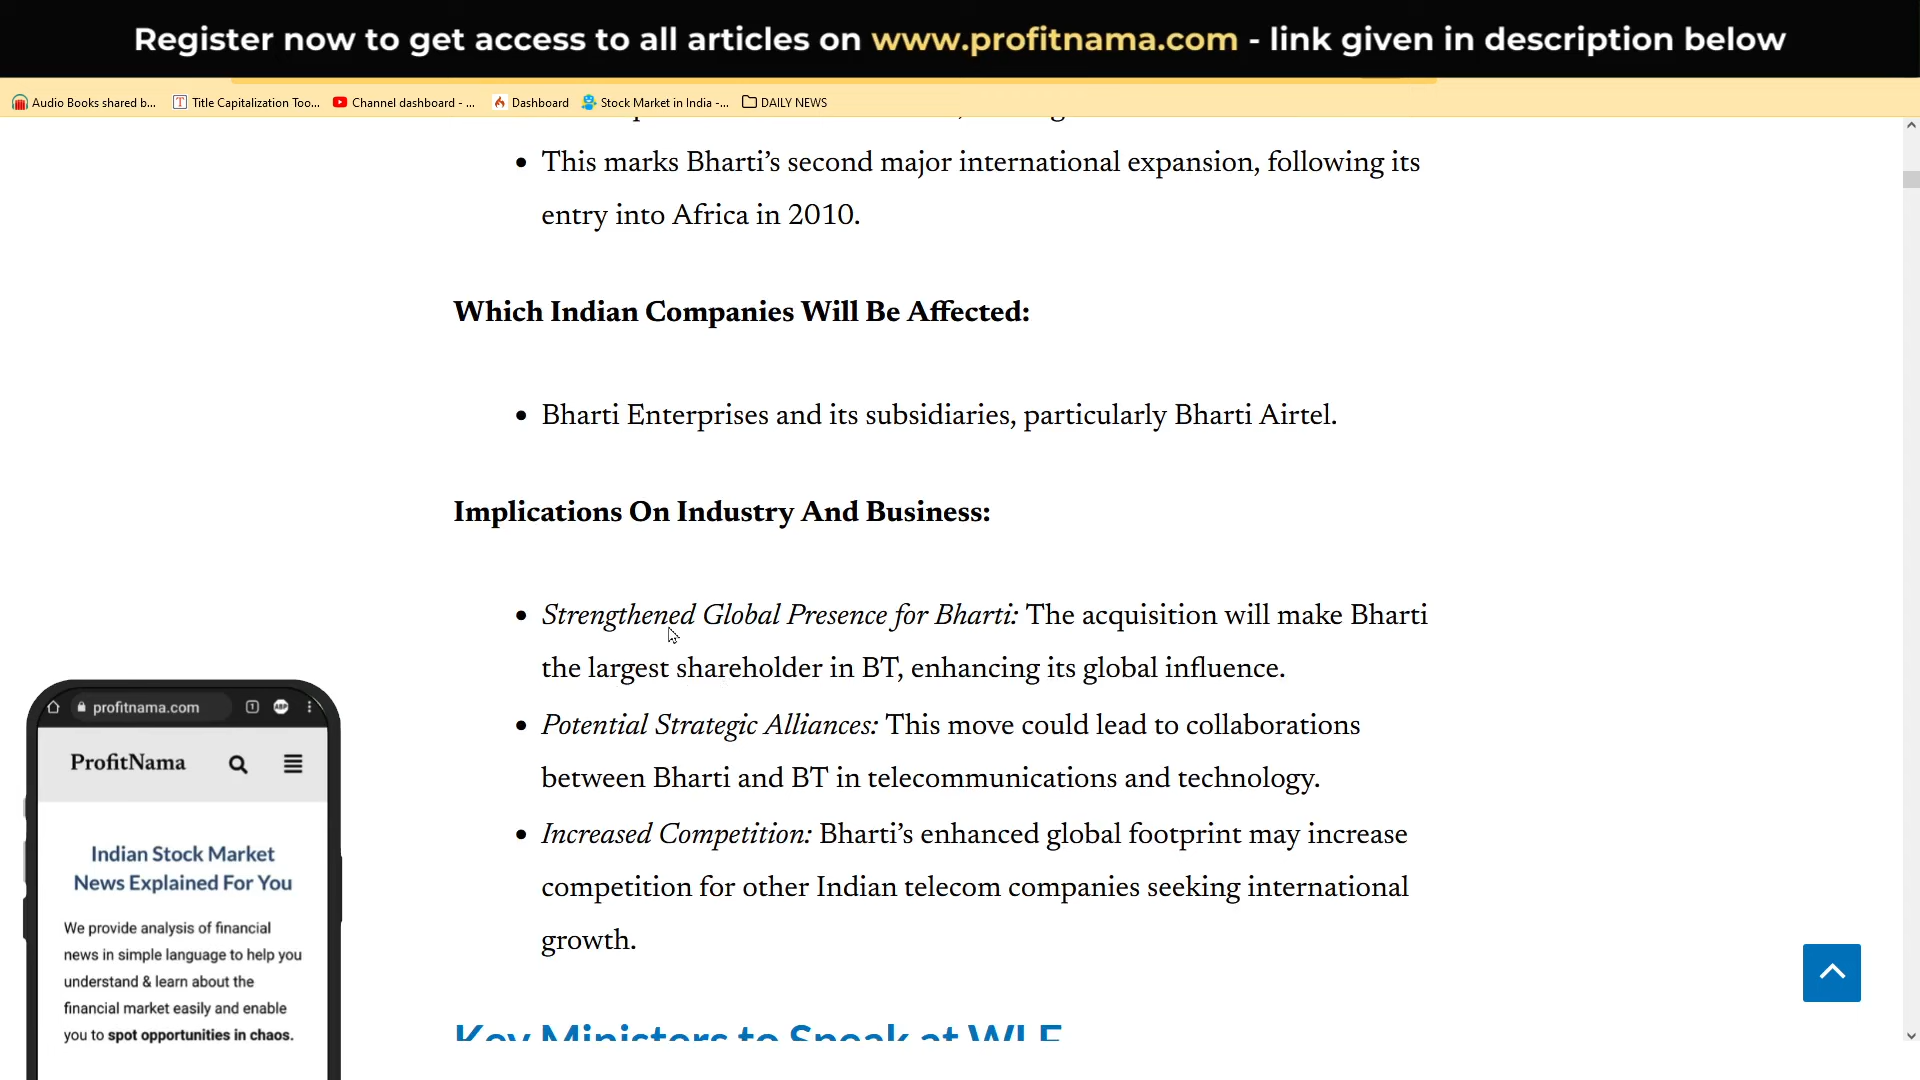 Register now to get access to all articles on www.profitnama.com - link given in description below
Audio Books shared b... Title Capitalization Too... Channel dashboard - ... Dashboard Stock Market in India -... DAILY NEWS
This marks Bharti’s second major international expansion, following its
entry into Africa in 2010.
Which Indian Companies Will Be Affected:
Bharti Enterprises and its subsidiaries, particularly Bharti Airtel.
Implications On Industry And Business:
Strengthened Global Presence for Bharti: The acquisition will make Bharti
the largest shareholder in BT, enhancing its global influence.
Potential Strategic Alliances: This move could lead to collaborations
between Bharti and BT in telecommunications and technology.
Increased Competition: Bharti’s enhanced global footprint may increase
competition for other Indian telecom companies seeking international
growth.
Key Ministers to Speak at WLF
profitnama.com 1 ABP
ProfitNama
Indian Stock Market
News Explained For You
We provide analysis of financial
news in simple language to help you
understand & learn about the
financial market easily and enable
you to spot opportunities in chaos.